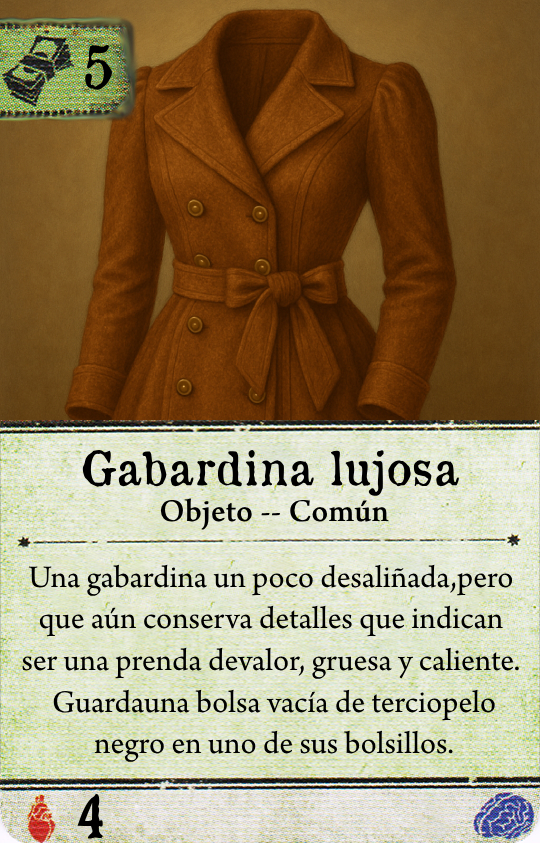 5
Gabardina lujosa
Objeto -- Común
Una gabardina un poco desaliñada,pero
que aún conserva detalles que indican
ser una prenda devalor, gruesa y caliente.
Guardauna bolsa vacía de terciopelo
negro en uno de sus bolsillos.
4